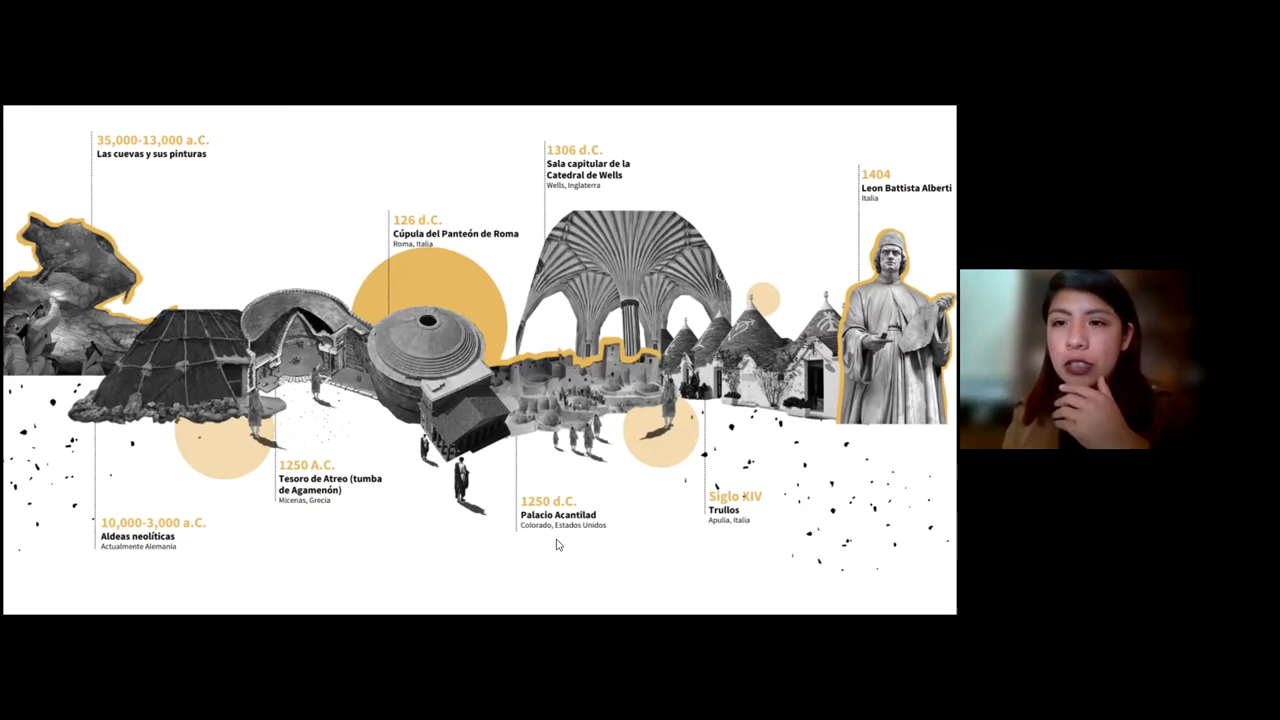 35,000-13,000 a.C.
Las cuevas y sus pinturas
126 d.C.
Cúpula del Panteón de Roma
Roma, Italia
1306 d.C.
Sala capitular de la
Catedral de Wells
Wells, Inglaterra
1404
Leon Battista Alberti
Italia
10,000-3,000 a.C.
Aldeas neolíticas
Actualmente Alemania
1250 A.C.
Tesoro de Atreo (tumba
de Agamenón)
Micenas, Grecia
1250 d.C.
Palacio Acantilad
Colorado, Estados Unidos
Siglo XIV
Trullos
Apulia, Italia